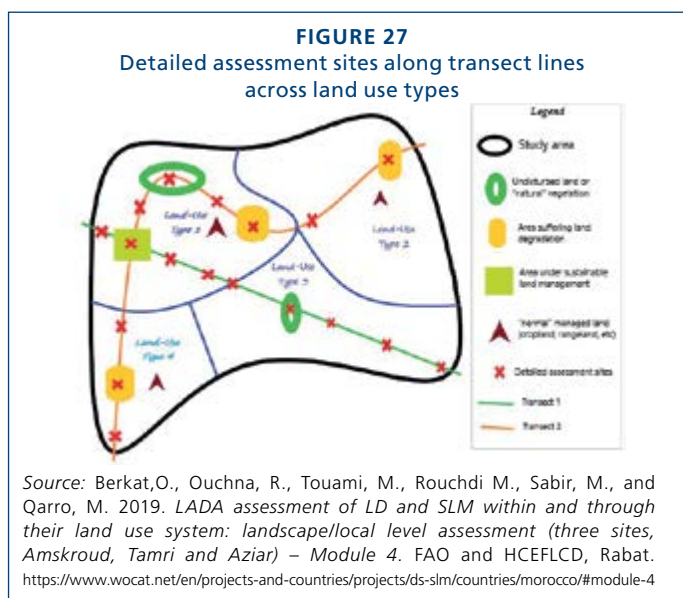 FIGURE 27
Detailed assessment sites along transect lines
across land use types
Legend
Study area
Undisturbed land or
"natural" vegetation
Area suffering land
degradation
Area under sustainable
land management
"normal" managed land
(cropland, rangeland, etc)
Detailed assessment sites
Transect 1
Transect 2
Land-Use
Type
Land-Use
Type 2
Land-Use
Type 3
Land-Use
Type 4
Source: Berkat,O., Ouchna, R., Touami, M., Rouchdi M., Sabir, M., and
Qarro, M. 2019. LADA assessment of LD and SLM within and through
their land use system: landscape/local level assessment (three sites,
Amskroud, Tamri and Aziar) – Module 4. FAO and HCEFLCD, Rabat.
https://www.wocat.net/en/projects-and-countries/projects/ds-slm/countries/morocco/#module-4